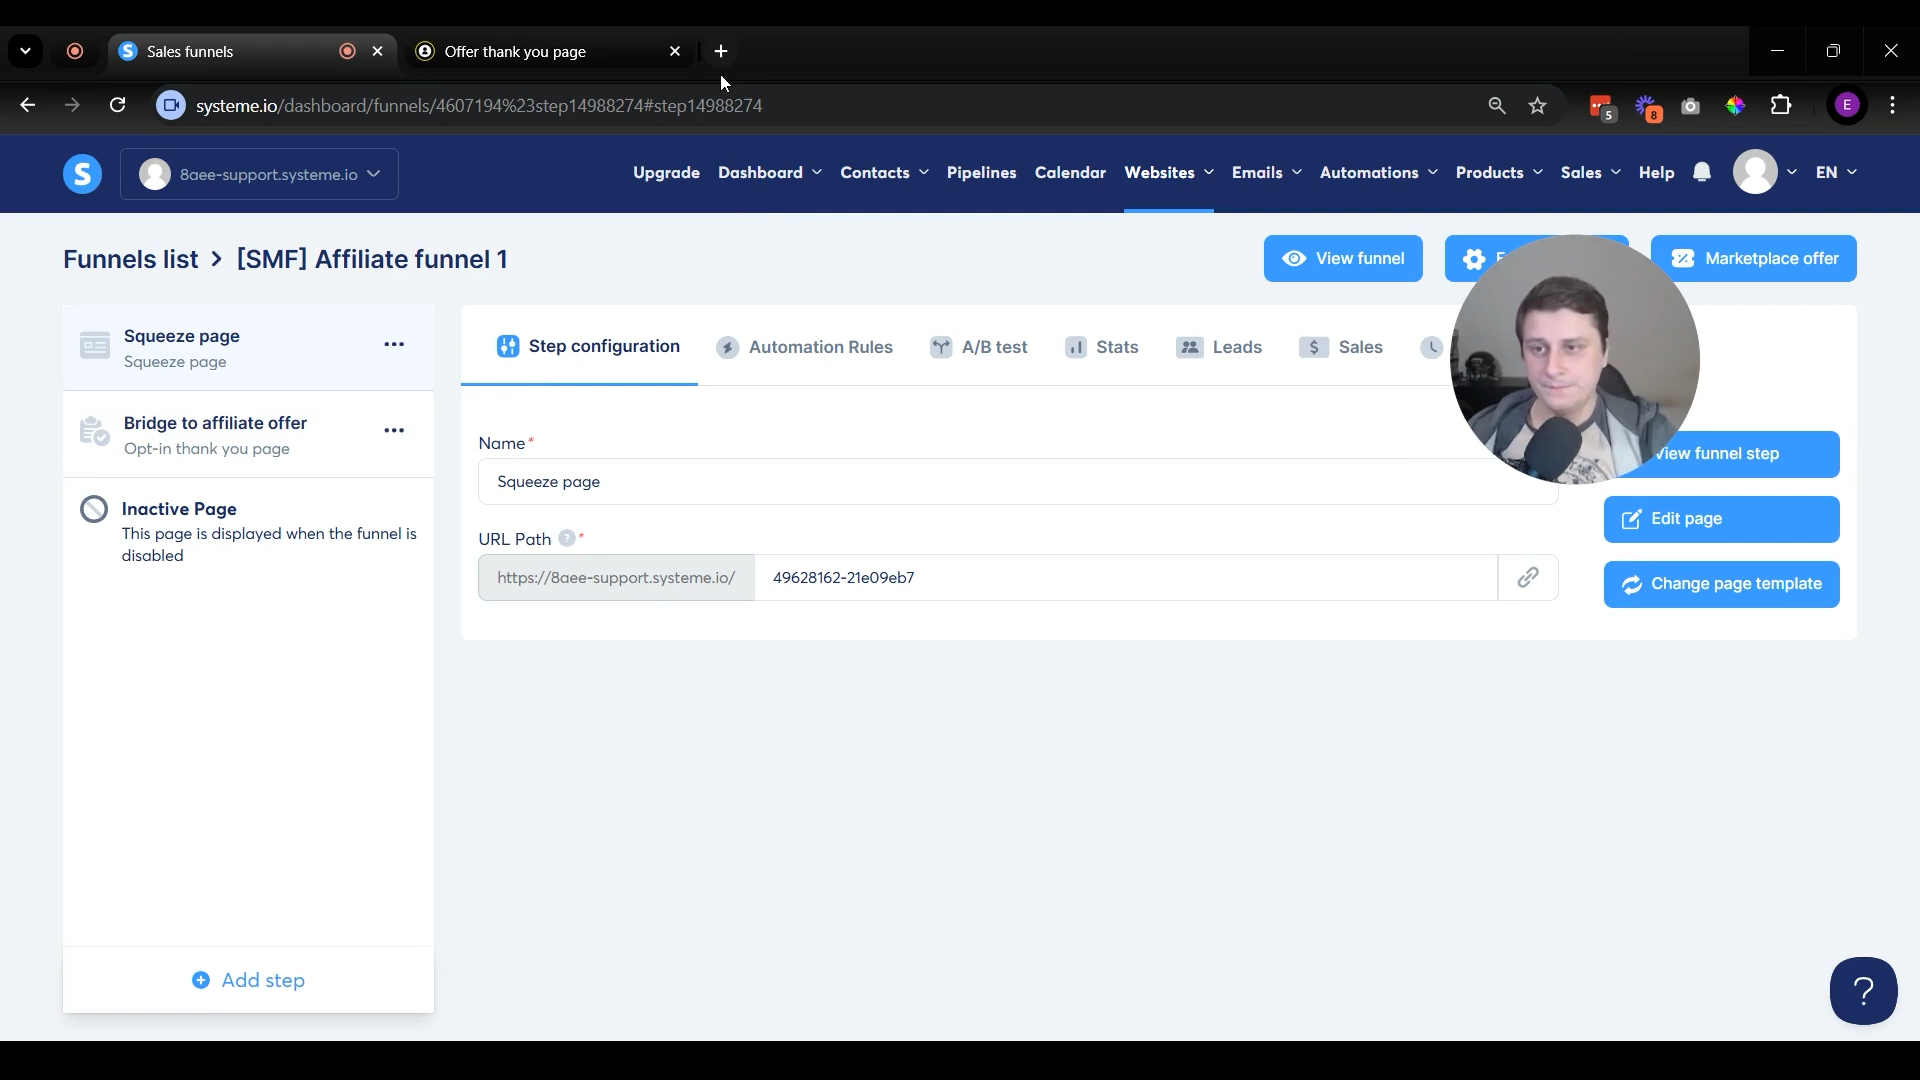 Sales funnels
Offer thank you page
systeme.io/dashboard/funnels/4607194%23step14988274#step14988274
5
8
E
S
8aee-support.systeme.io
Upgrade
Dashboard
Contacts
Pipelines
Calendar
Websites
Emails
Automations
Products
Sales
Help
EN
Funnels list > [SMF] Affiliate funnel 1
View funnel
Marketplace offer
Squeeze page
Squeeze page
Bridge to affiliate offer
Opt-in thank you page
Inactive Page
This page is displayed when the funnel is
disabled
Add step
Step configuration
Automation Rules
A/B test
Stats
Leads
$ Sales
Name*
Squeeze page
URL Path ? *
https://8aee-support.systeme.io/
49628162-21e09eb7
View funnel step
Edit page
Change page template
?